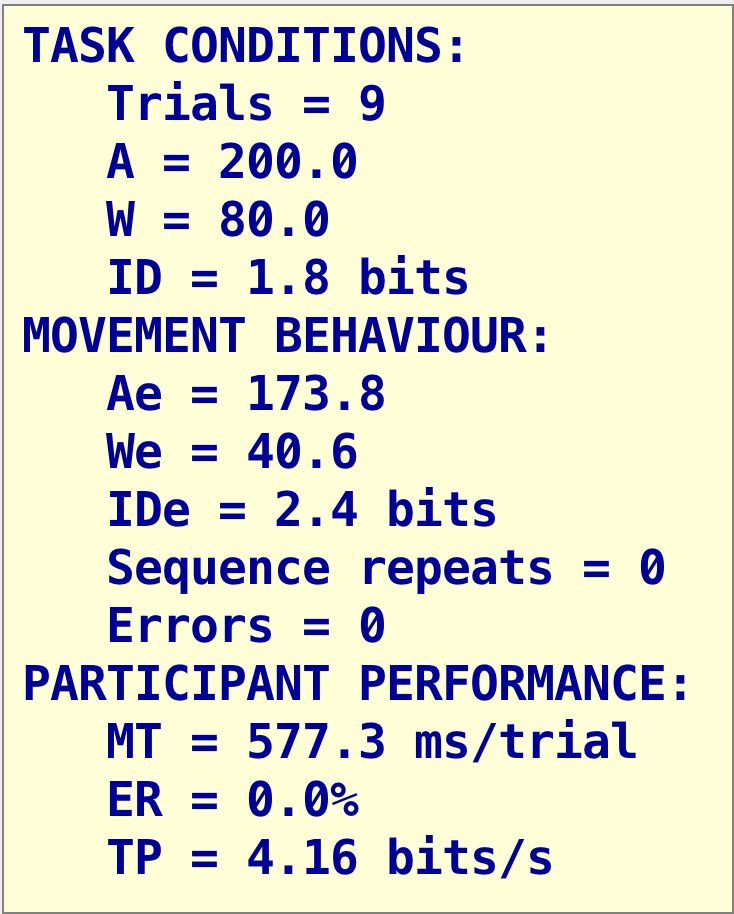 TASK CONDITIONS:
Trials = 9
A = 200.0
W = 80.0
ID = 1.8 bits
MOVEMENT BEHAVIOUR:
Ae = 173.8
We = 40.6
IDe = 2.4 bits
Sequence repeats = 0
Errors = 0
PARTICIPANT PERFORMANCE:
MT = 577.3 ms/trial
ER = 0.0%
TP = 4.16 bits/s